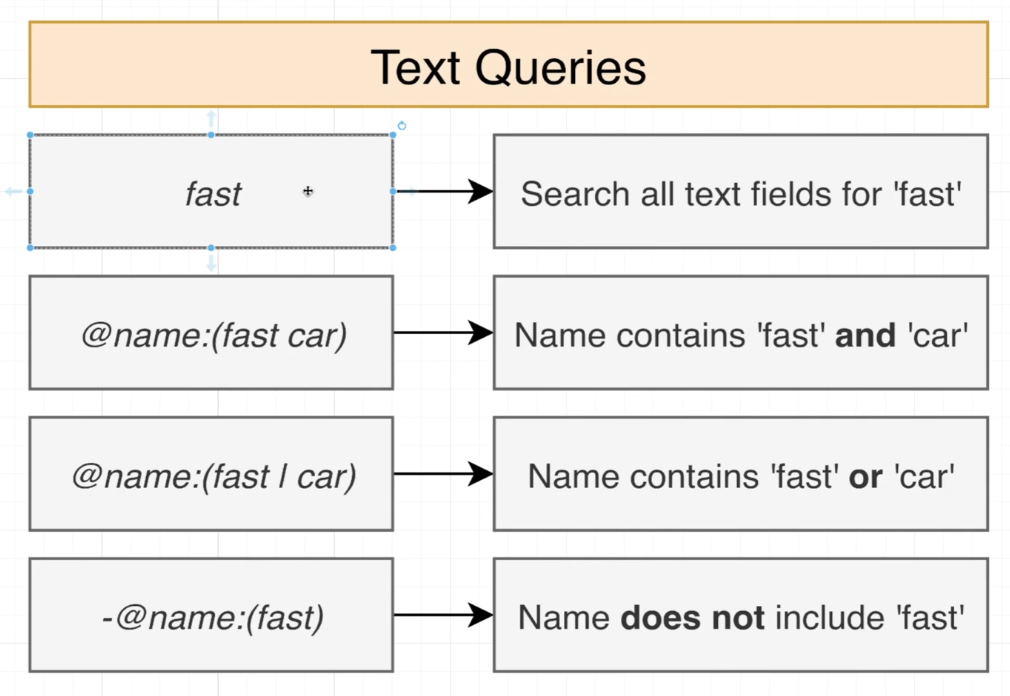 Text Queries
fast
Search all text fields for 'fast'
@name:(fast car)
Name contains 'fast' and 'car'
@name:(fast | car)
Name contains 'fast' or 'car'
-@name:(fast)
Name does not include 'fast'